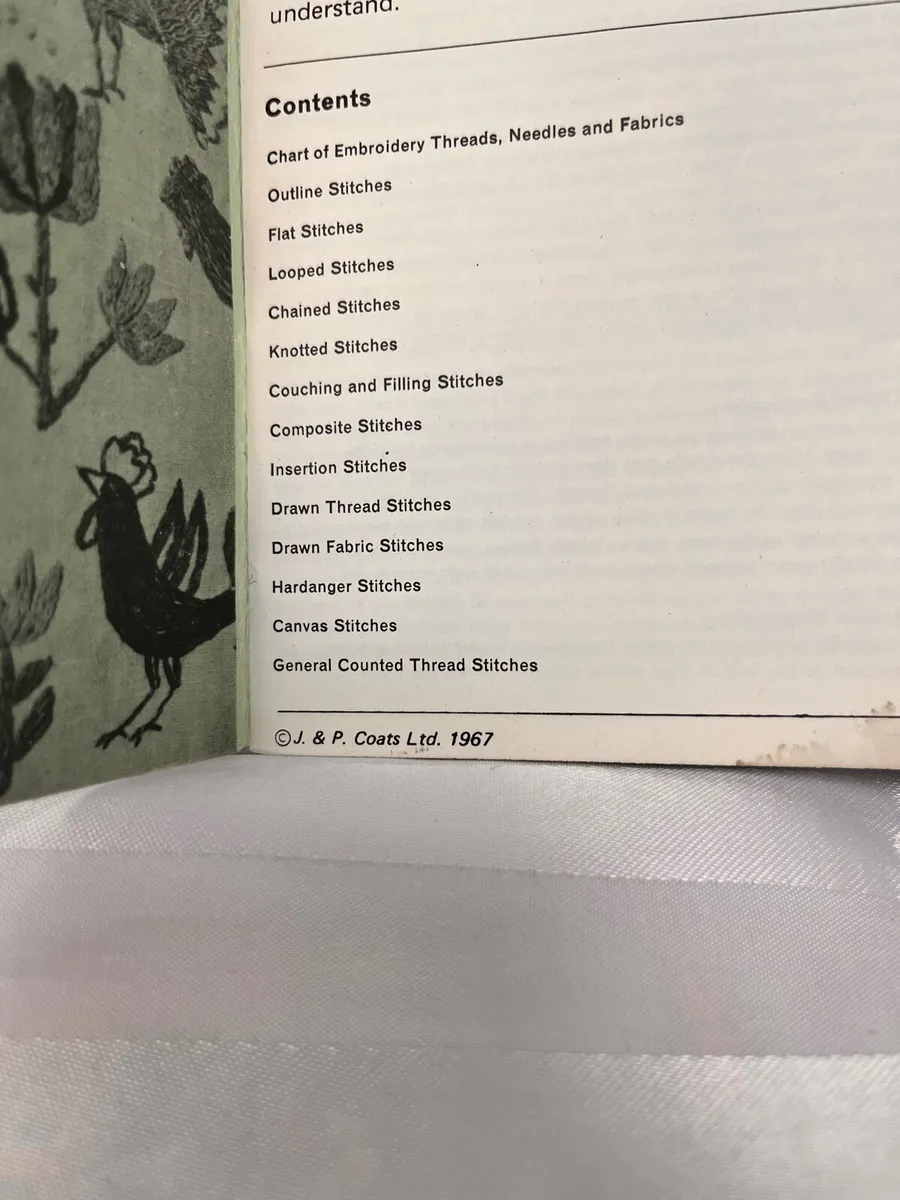 understand.
Contents
Chart of Embroidery Threads, Needles and Fabrics
Outline Stitches
Flat Stitches
Looped Stitches
Chained Stitches
Knotted Stitches
Couching and Filling Stitches
Composite Stitches
Insertion Stitches
Drawn Thread Stitches
Drawn Fabric Stitches
Hardanger Stitches
Canvas Stitches
General Counted Thread Stitches
©J. & P. Coats Ltd. 1967